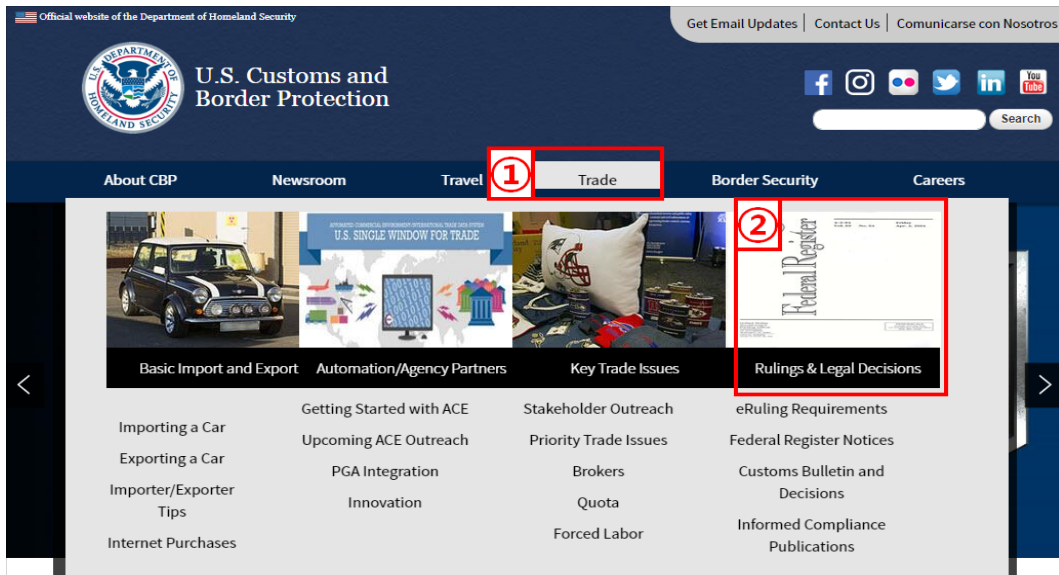 Official website of the Department of Homeland Security
Get Email Updates | Contact Us | Comunicarse con Nosotros
U.S. DEPARTMENT OF HOMELAND SECURITY
U.S. Customs and
Border Protection
You
Tube
Search
About CBP
Newsroom
Travel
①
Trade
Border Security
Careers
U.S. SINGLE WINDOW FOR TRADE
②
Federal Register
Basic Import and Export
Automation/Agency Partners
Key Trade Issues
Rulings & Legal Decisions
Importing a Car
Exporting a Car
Importer/Exporter
Tips
Internet Purchases
Getting Started with ACE
Upcoming ACE Outreach
PGA Integration
Innovation
Stakeholder Outreach
Priority Trade Issues
Brokers
Quota
Forced Labor
eRuling Requirements
Federal Register Notices
Customs Bulletin and
Decisions
Informed Compliance
Publications